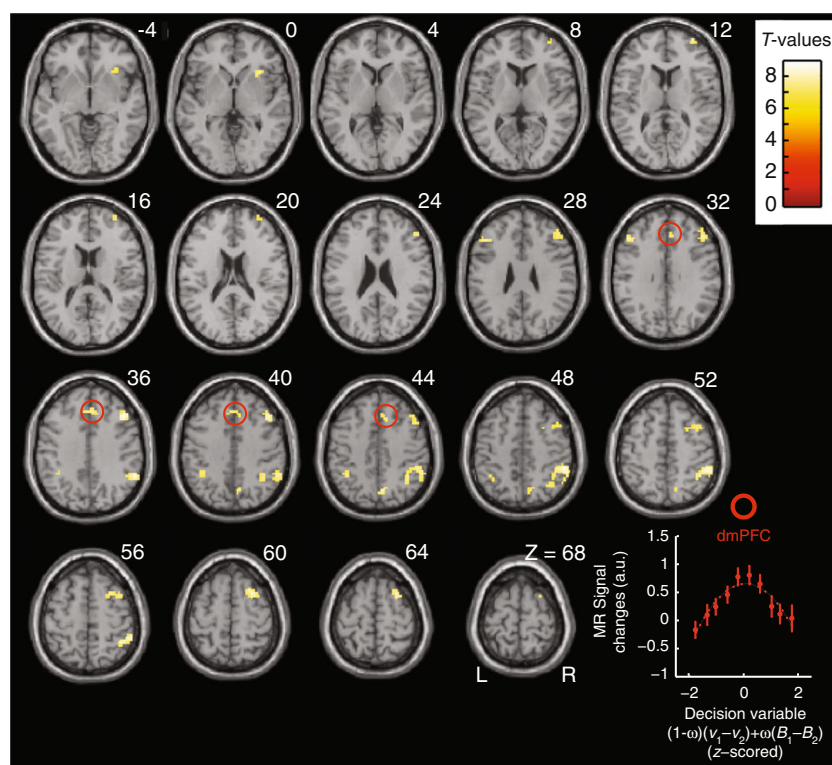 -4 0 4 8 12
T-values
8
6
4
2
0
16 20 24 28 32
36 40 44 48 52
56 60 64 Z = 68
L R
dmPFC
MR Signal
changes (a.u.)
1.5
1
0.5
0
−0.5
−1
−2 0 2
Decision variable
(1-ω)(v₁−v₂)+ω(B₁−B₂)
(z−scored)